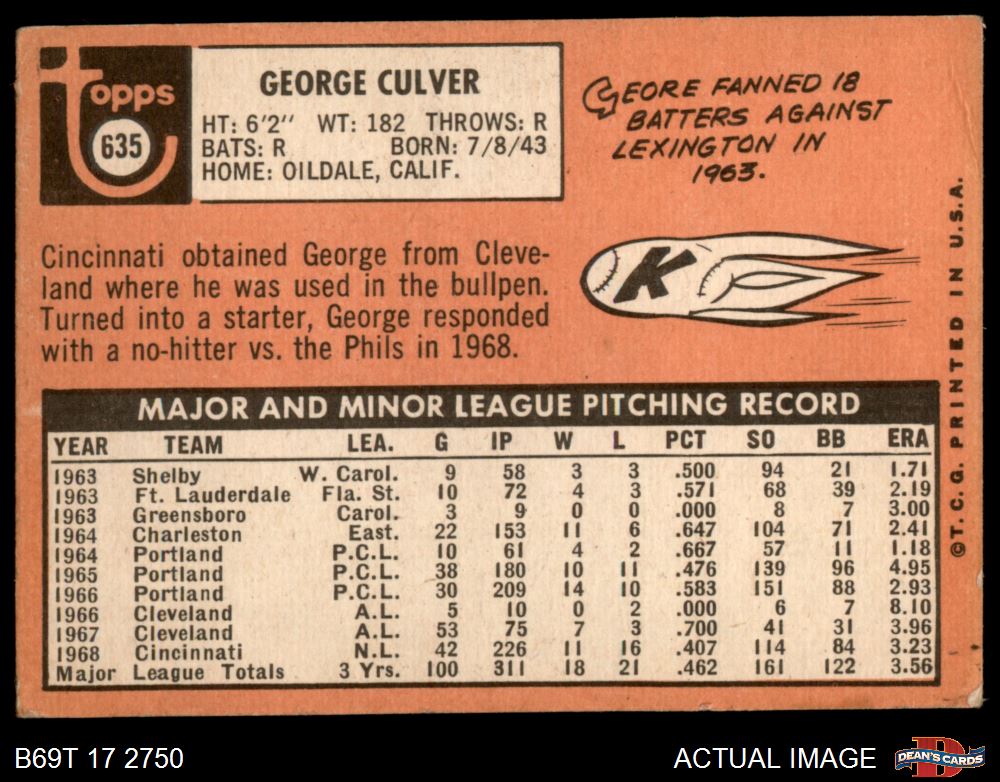 topps
635
GEORGE CULVER
HT: 6'2" WT: 182 THROWS: R
BATS: R BORN: 7/8/43
HOME: OILDALE, CALIF.
GEORE FANNED 18
BATTERS AGAINST
LEXINGTON IN
1963.
Cincinnati obtained George from Cleve-
land where he was used in the bullpen.
Turned into a starter, George responded
with a no-hitter vs. the Phils in 1968.
K
MAJOR AND MINOR LEAGUE PITCHING RECORD
YEAR TEAM LEA. G IP W L PCT SO BB ERA
1963 Shelby W. Carol. 9 58 3 3 .500 94 21 1.71
1963 Ft. Lauderdale Fla. St. 10 72 4 3 .571 68 39 2.19
1963 Greensboro Carol. 3 9 0 0 .000 8 7 3.00
1964 Charleston East. 22 153 11 6 .647 104 71 2.41
1964 Portland P.C.L. 10 61 4 2 .667 57 11 1.18
1965 Portland P.C.L. 38 180 10 11 .476 139 96 4.95
1966 Portland P.C.L. 30 209 14 10 .583 151 88 2.93
1966 Cleveland A.L. 5 10 0 2 .000 6 7 8.10
1967 Cleveland A.L. 53 75 7 3 .700 41 31 3.96
1968 Cincinnati N.L. 42 226 11 16 .407 114 84 3.23
Major League Totals 3 Yrs. 100 311 18 21 .462 161 122 3.56
©T. C. G. PRINTED IN U.S.A.
B69T 17 2750
ACTUAL IMAGE
D
DEAN'S CARDS